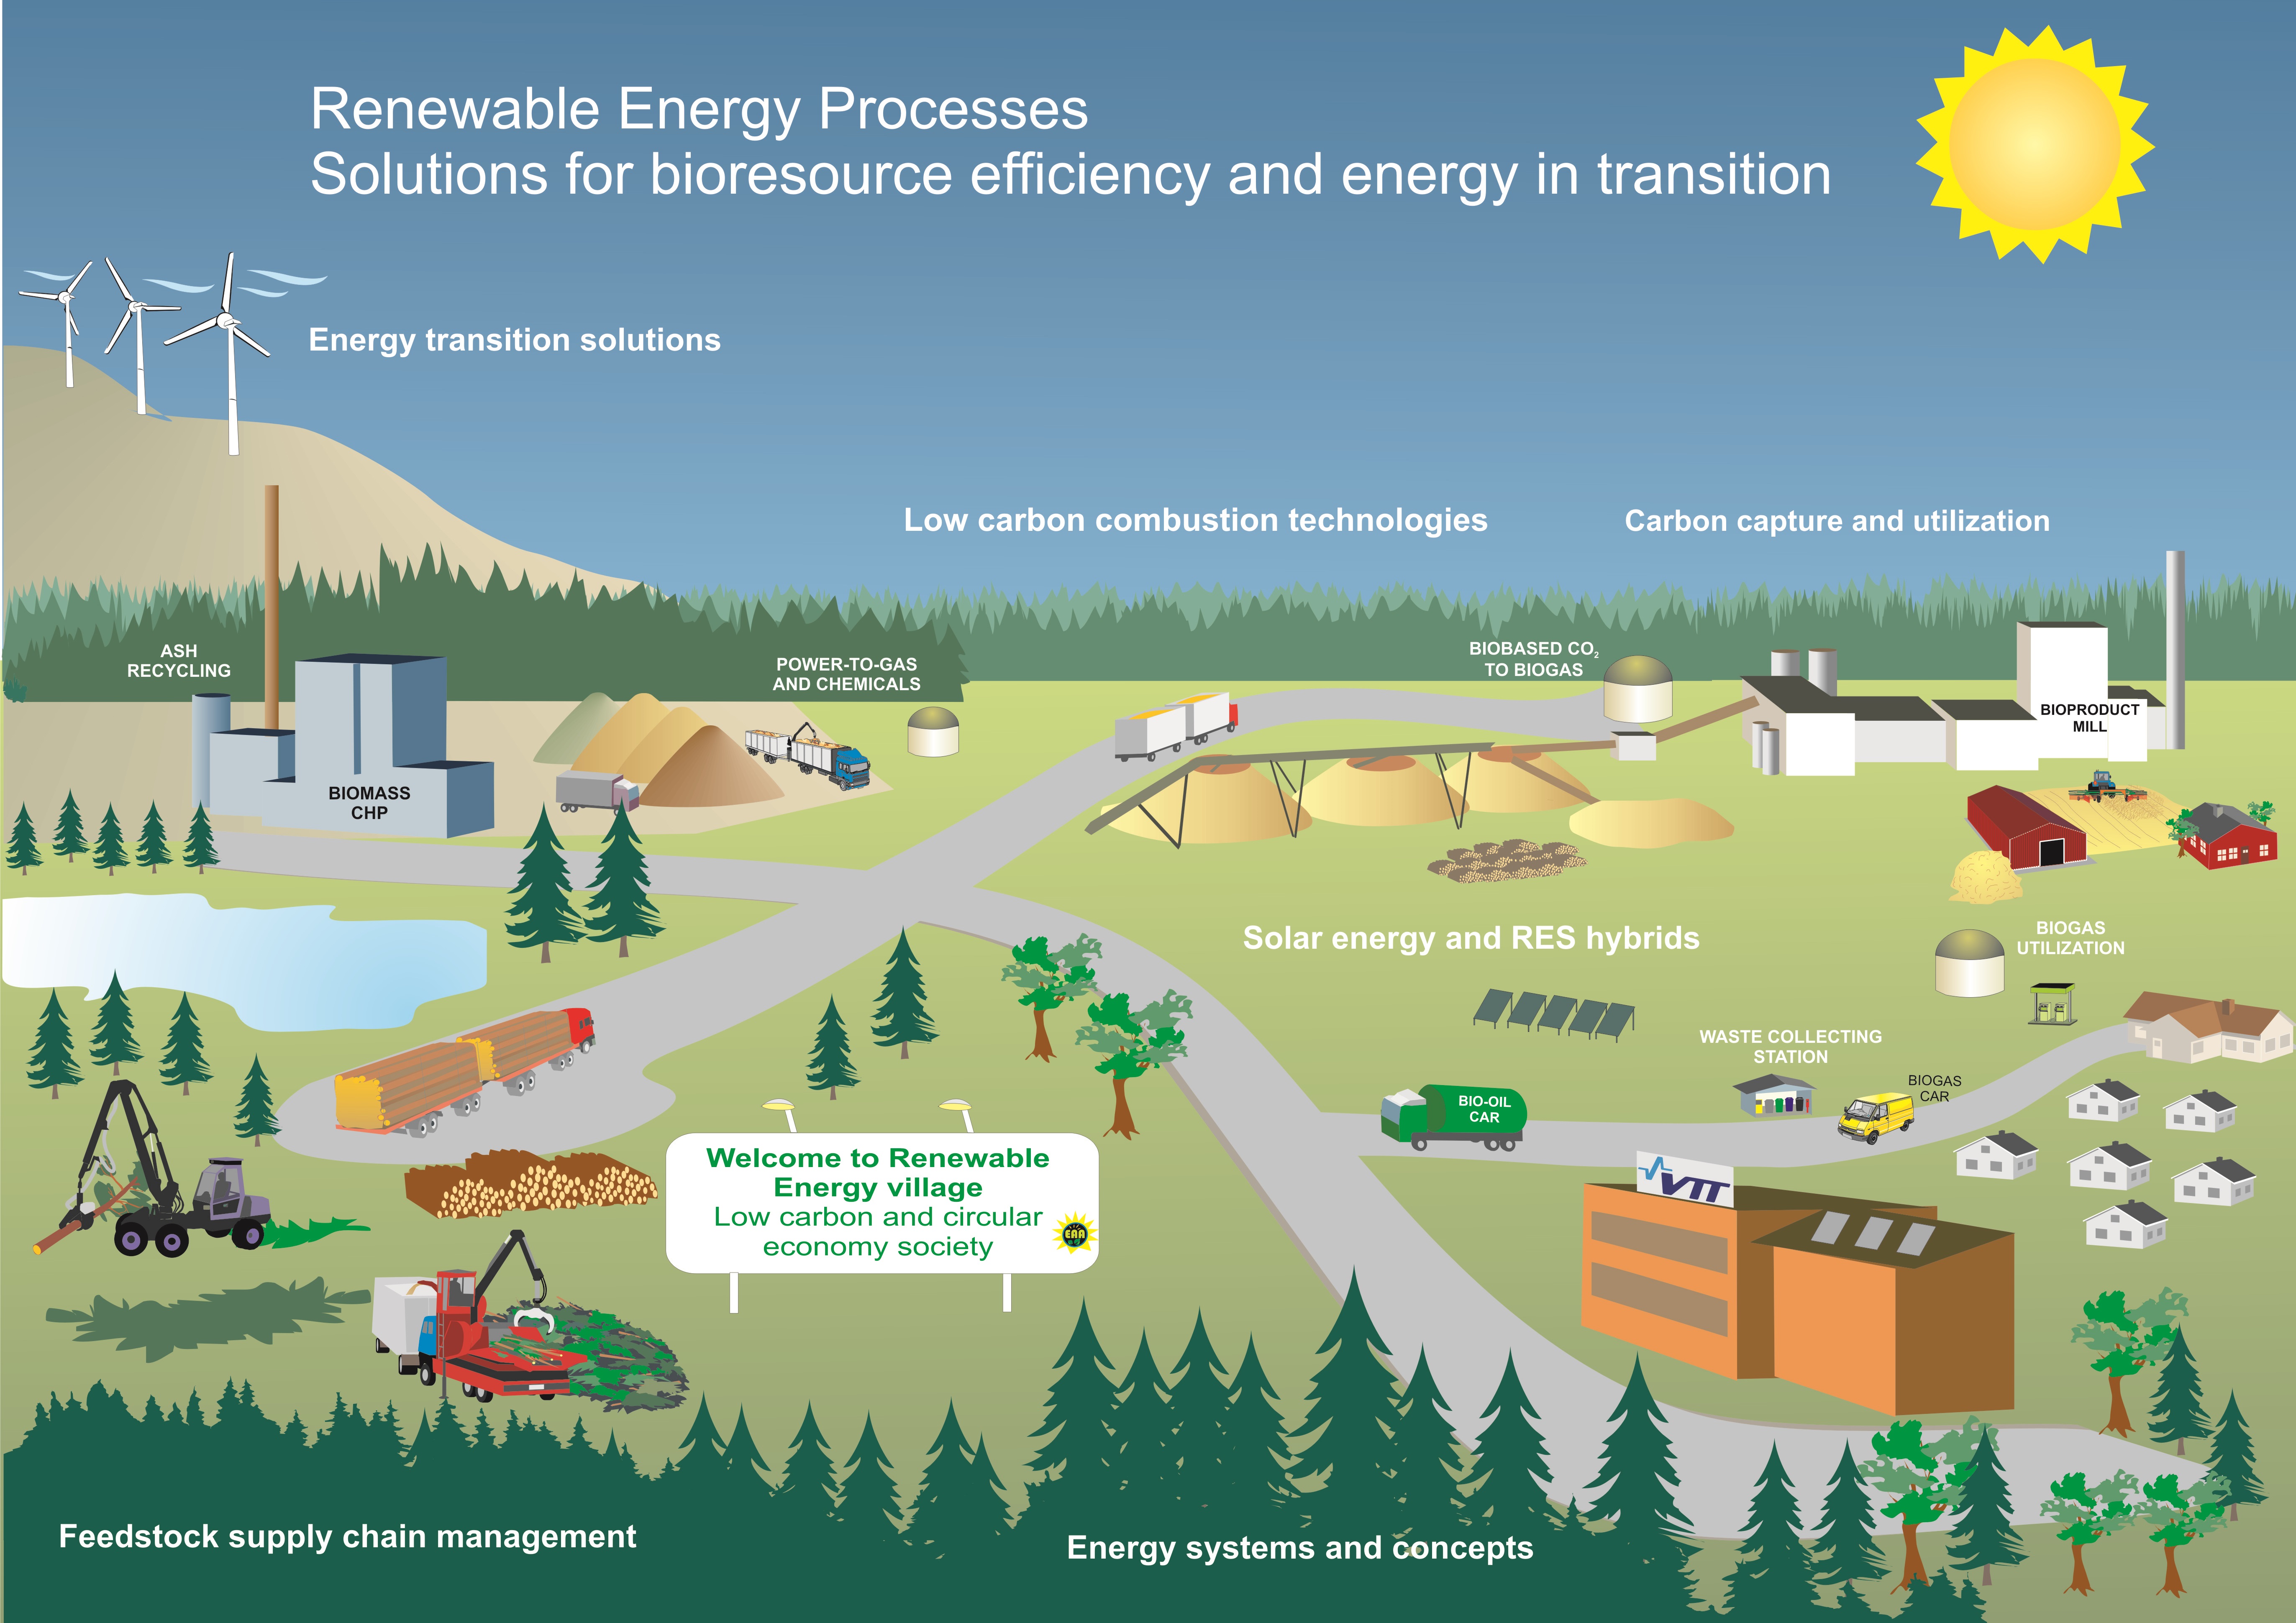 Renewable Energy Processes
Solutions for bioresource efficiency and energy in transition
Energy transition solutions
Low carbon combustion technologies
Carbon capture and utilization
ASH
RECYCLING
BIOMASS
CHP
POWER-TO-GAS
AND CHEMICALS
BIOBASED CO₂
TO BIOGAS
BIOPRODUCT
MILL
Solar energy and RES hybrids
BIOGAS
UTILIZATION
WASTE COLLECTING
STATION
BIOGAS
CAR
BIO-OIL
CAR
VTT
Welcome to Renewable
Energy village
Low carbon and circular
economy society
EAA
Feedstock supply chain management
Energy systems and concepts